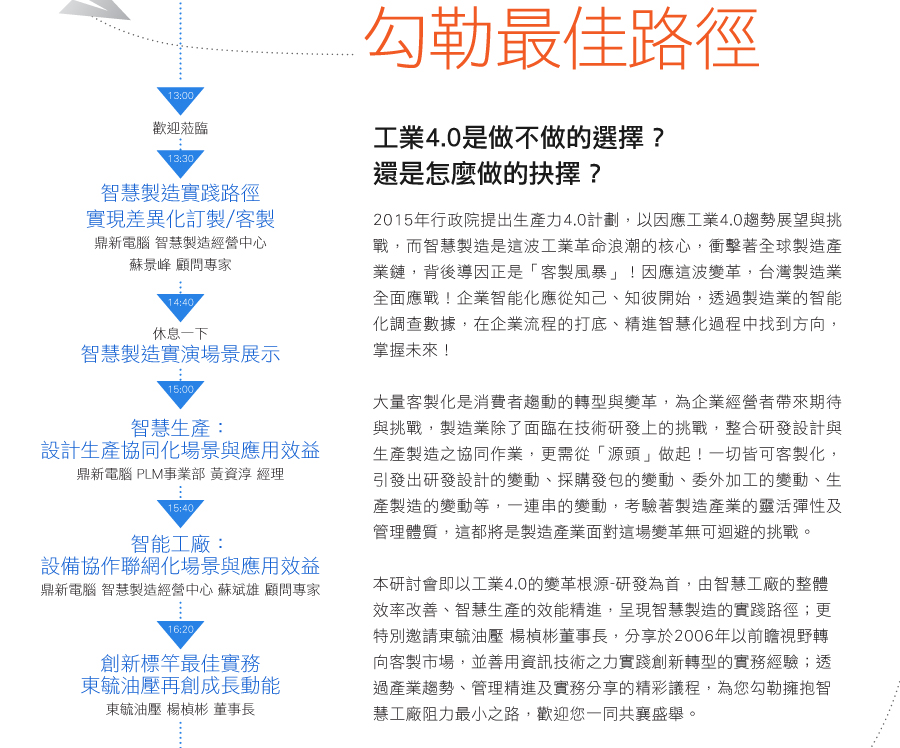 勾勒最佳路徑
13:00
歡迎蒞臨
13:30
智慧製造實踐路徑
實現差異化訂製/客製
鼎新電腦 智慧製造經營中心
蘇景峰 顧問專家
14:40
休息一下
智慧製造實演場景展示
15:00
智慧生產：
設計生產協同化場景與應用效益
鼎新電腦 PLM事業部 黃資淳 經理
15:40
智能工廠：
設備協作聯網化場景與應用效益
鼎新電腦 智慧製造經營中心 蘇斌雄 顧問專家
16:20
創新標竿最佳實務
東毓油壓再創成長動能
東毓油壓 楊楨彬 董事長
工業4.0是做不做的選擇？
還是怎麼做的抉擇？
2015年行政院提出生產力4.0計劃，以因應工業4.0趨勢展望與挑
戰，而智慧製造是這波工業革命浪潮的核心，衝擊著全球製造產
業鏈，背後導因正是「客製風暴」！因應這波變革，台灣製造業
全面應戰！企業智能化應從知己、知彼開始，透過製造業的智能
化調查數據，在企業流程的打底、精進智慧化過程中找到方向，
掌握未來！
大量客製化是消費者趨動的轉型與變革，為企業經營者帶來期待
與挑戰，製造業除了面臨在技術研發上的挑戰，整合研發設計與
生產製造之協同作業，更需從「源頭」做起！一切皆可客製化，
引發出研發設計的變動、採購發包的變動、委外加工的變動、生
產製造的變動等，一連串的變動，考驗著製造產業的靈活彈性及
管理體質，這都將是製造產業面對這場變革無可迴避的挑戰。
本研討會即以工業4.0的變革根源-研發為首，由智慧工廠的整體
效率改善、智慧生產的效能精進，呈現智慧製造的實踐路徑；更
特別邀請東毓油壓 楊楨彬董事長，分享於2006年以前瞻視野轉
向客製市場，並善用資訊技術之力實踐創新轉型的實務經驗；透
過產業趨勢、管理精進及實務分享的精彩議程，為您勾勒擁抱智
慧工廠阻力最小之路，歡迎您一同共襄盛舉。